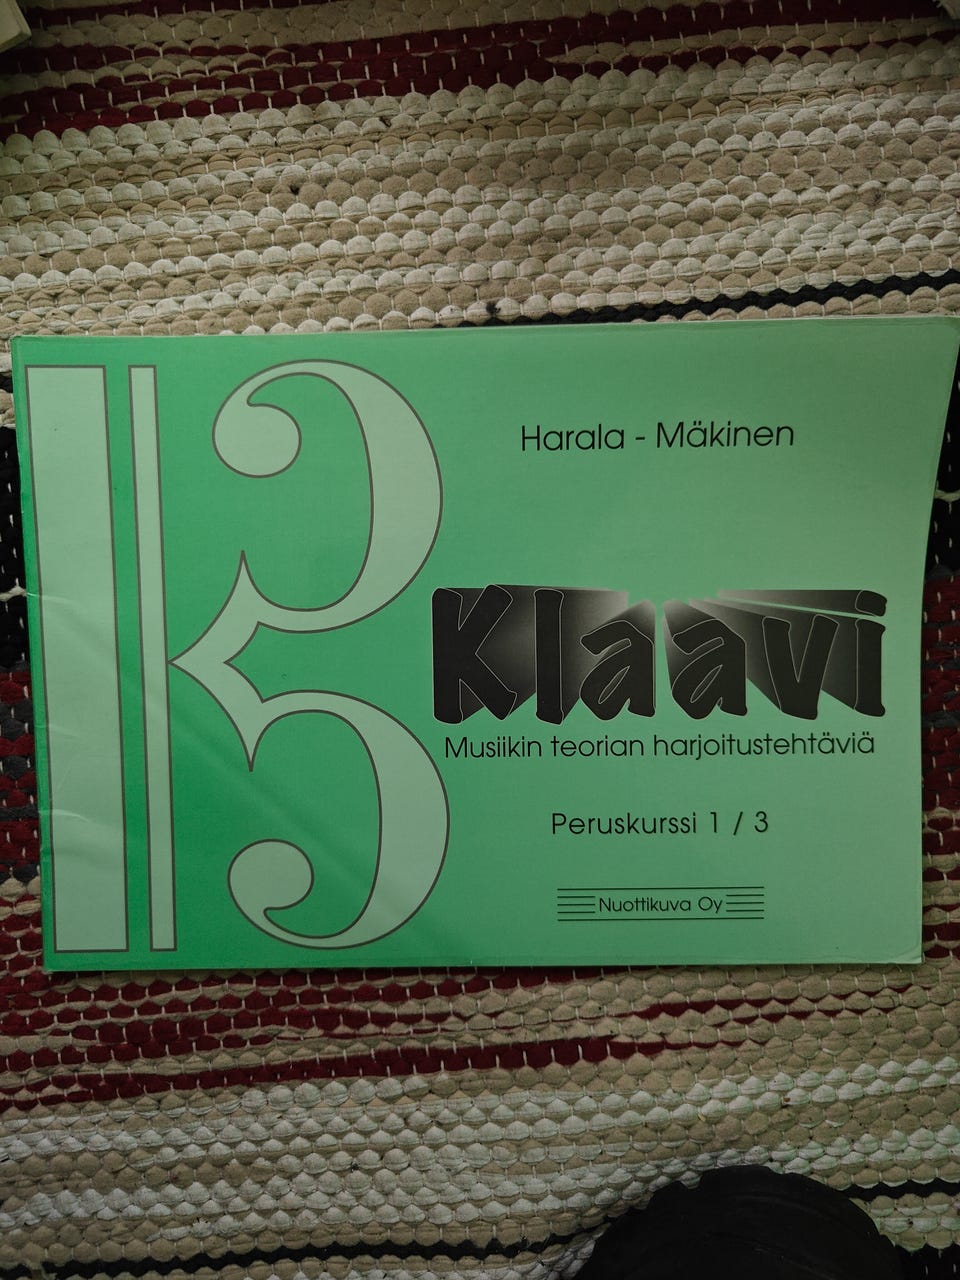 Harala - Mäkinen
Klaavi
Musiikin teorian harjoitustehtäviä
Peruskurssi 1 / 3
Nuottikuva Oy